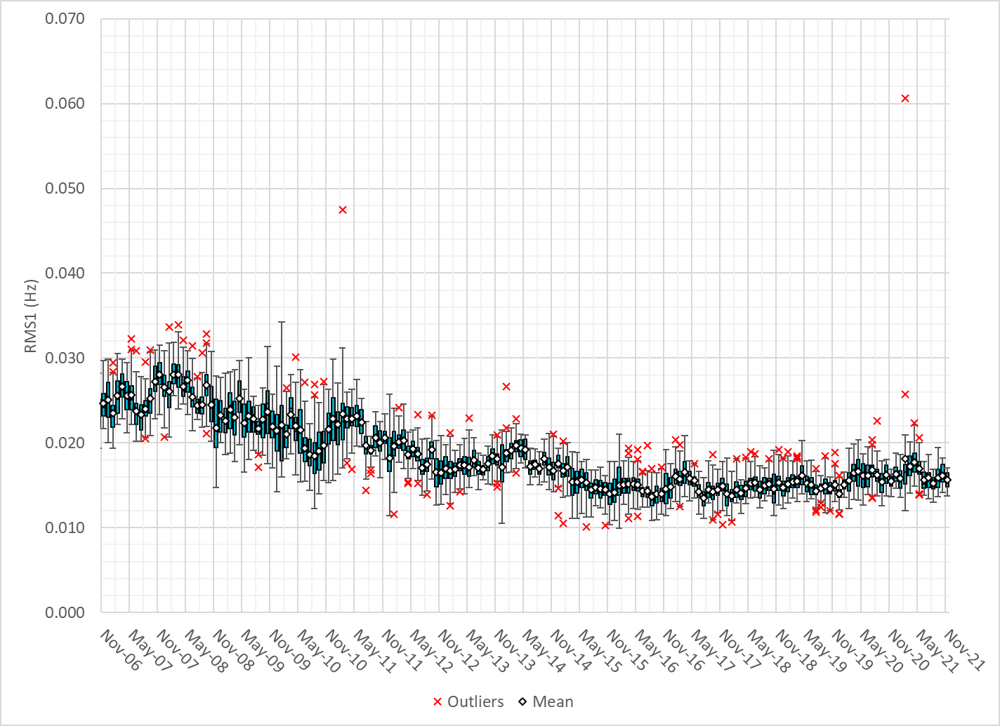 0.070
0.060
0.050
0.040
0.030
0.020
0.010
0.000
RMS1 (Hz)
Nov-06
May-07
Nov-07
May-08
Nov-08
May-09
Nov-09
May-10
Nov-10
May-11
Nov-11
May-12
Nov-12
May-13
Nov-13
May-14
Nov-14
May-15
Nov-15
May-16
Nov-16
May-17
Nov-17
May-18
Nov-18
May-19
Nov-19
May-20
Nov-20
May-21
Nov-21
Outliers Mean